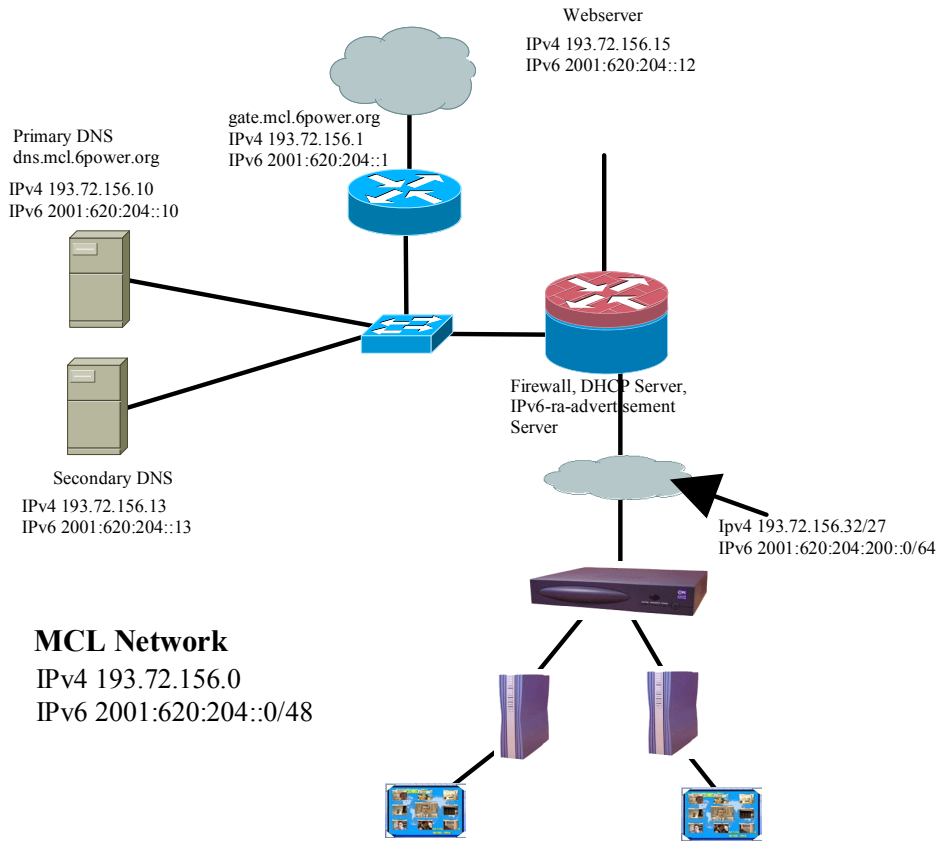 Webserver
IPv4 193.72.156.15
IPv6 2001:620:204::12
gate.mcl.6power.org
IPv4 193.72.156.1
IPv6 2001:620:204::1
Primary DNS
dns.mcl.6power.org
IPv4 193.72.156.10
IPv6 2001:620:204::10
Firewall, DHCP Server,
IPv6-ra-advertisement
Server
Secondary DNS
IPv4 193.72.156.13
IPv6 2001:620:204::13
Ipv4 193.72.156.32/27
IPv6 2001:620:204:200::0/64
MCL Network
IPv4 193.72.156.0
IPv6 2001:620:204::0/48